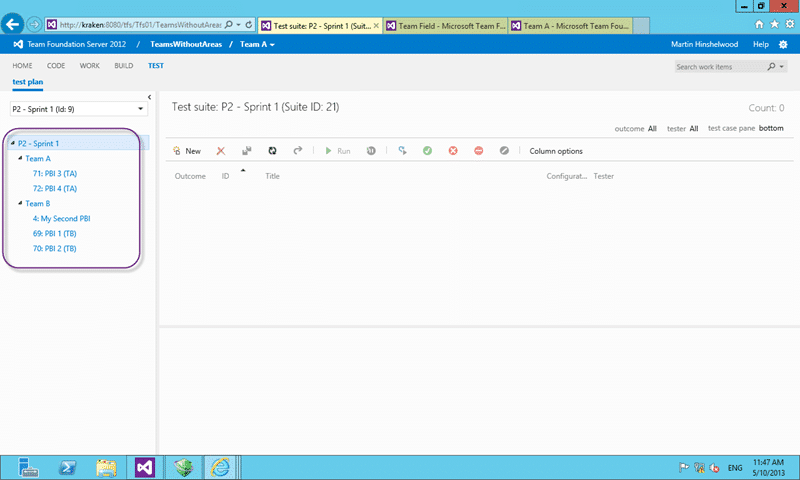 http://kraken:8080/tfs/Tfs01/TeamsWithoutAreas
Test suite: P2 - Sprint 1 (Suit...
Team Field - Microsoft Team F...
Team A - Microsoft Team Fou...
Team Foundation Server 2012 / TeamsWithoutAreas / Team A
Martin Hinshelwood Help
HOME CODE WORK BUILD TEST
Search work items
test plan
P2 - Sprint 1 (Id: 9)
Test suite: P2 - Sprint 1 (Suite ID: 21)
Count: 0
outcome All tester All test case pane bottom
P2 - Sprint 1
Team A
71: PBI 3 (TA)
72: PBI 4 (TA)
Team B
4: My Second PBI
69: PBI 1 (TB)
70: PBI 2 (TB)
New Run Column options
Outcome ID Title Configurat... Tester
ENG
11:47 AM
5/10/2013